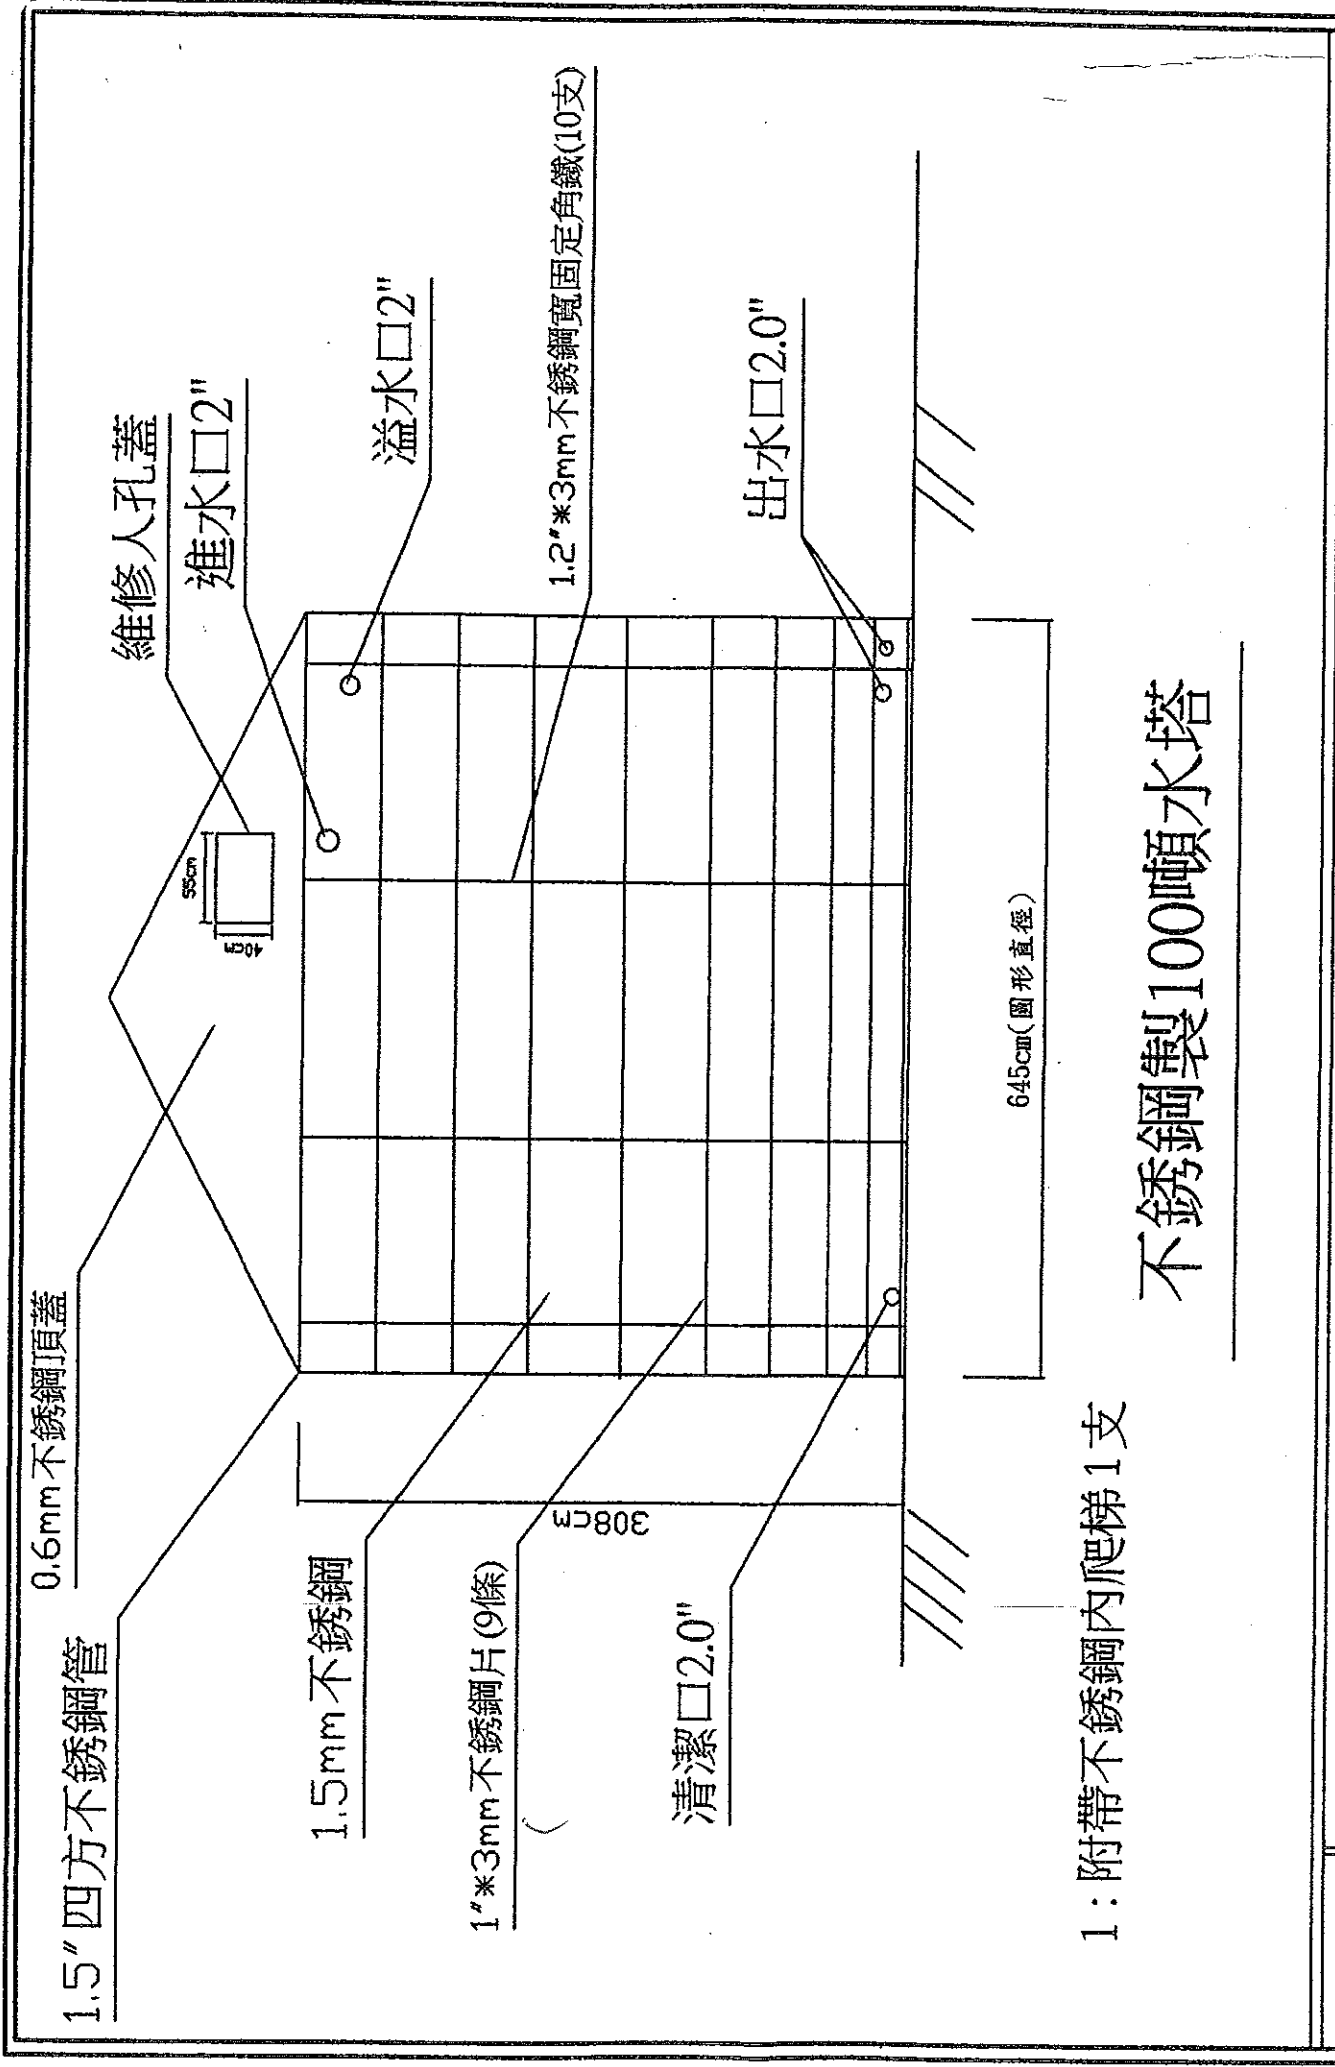 0.6mm不銹鋼頂蓋
1.5"四方不銹鋼管
維修人孔蓋
進水口2"
55cm
40cm
溢水口2"
1.5mm不銹鋼
308cm
1.2"*3mm不銹鋼寬固定角鐵(10支)
1"*3mm不銹鋼片(9條)
出水口2.0"
清潔口2.0"
645cm(圓形直徑)
1:附帶不銹鋼內爬梯1支
不銹鋼製100噸水塔